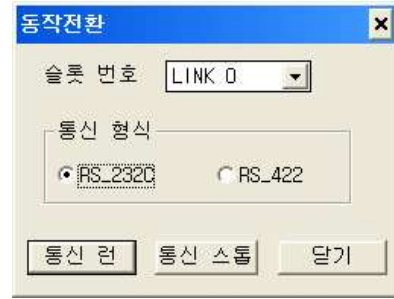 동작전환
슬롯 번호 LINK 0
통신 형식
RS_232C RS_422
통신 런 통신 스톱 닫기